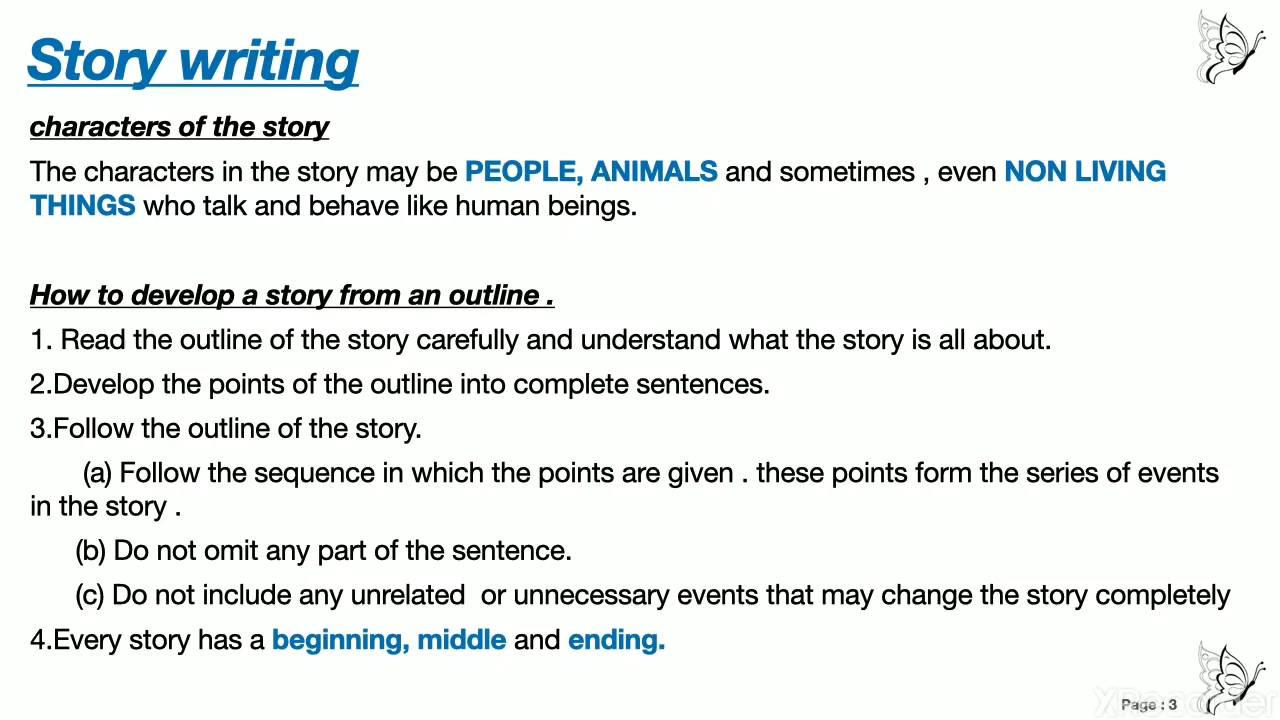 Story writing
characters of the story
The characters in the story may be PEOPLE, ANIMALS and sometimes , even NON LIVING
THINGS who talk and behave like human beings.
How to develop a story from an outline .
1. Read the outline of the story carefully and understand what the story is all about.
2.Develop the points of the outline into complete sentences.
3.Follow the outline of the story.
(a) Follow the sequence in which the points are given . these points form the series of events
in the story .
(b) Do not omit any part of the sentence.
(c) Do not include any unrelated  or unnecessary events that may change the story completely
4.Every story has a beginning, middle and ending.
Page : 3
XRecorder